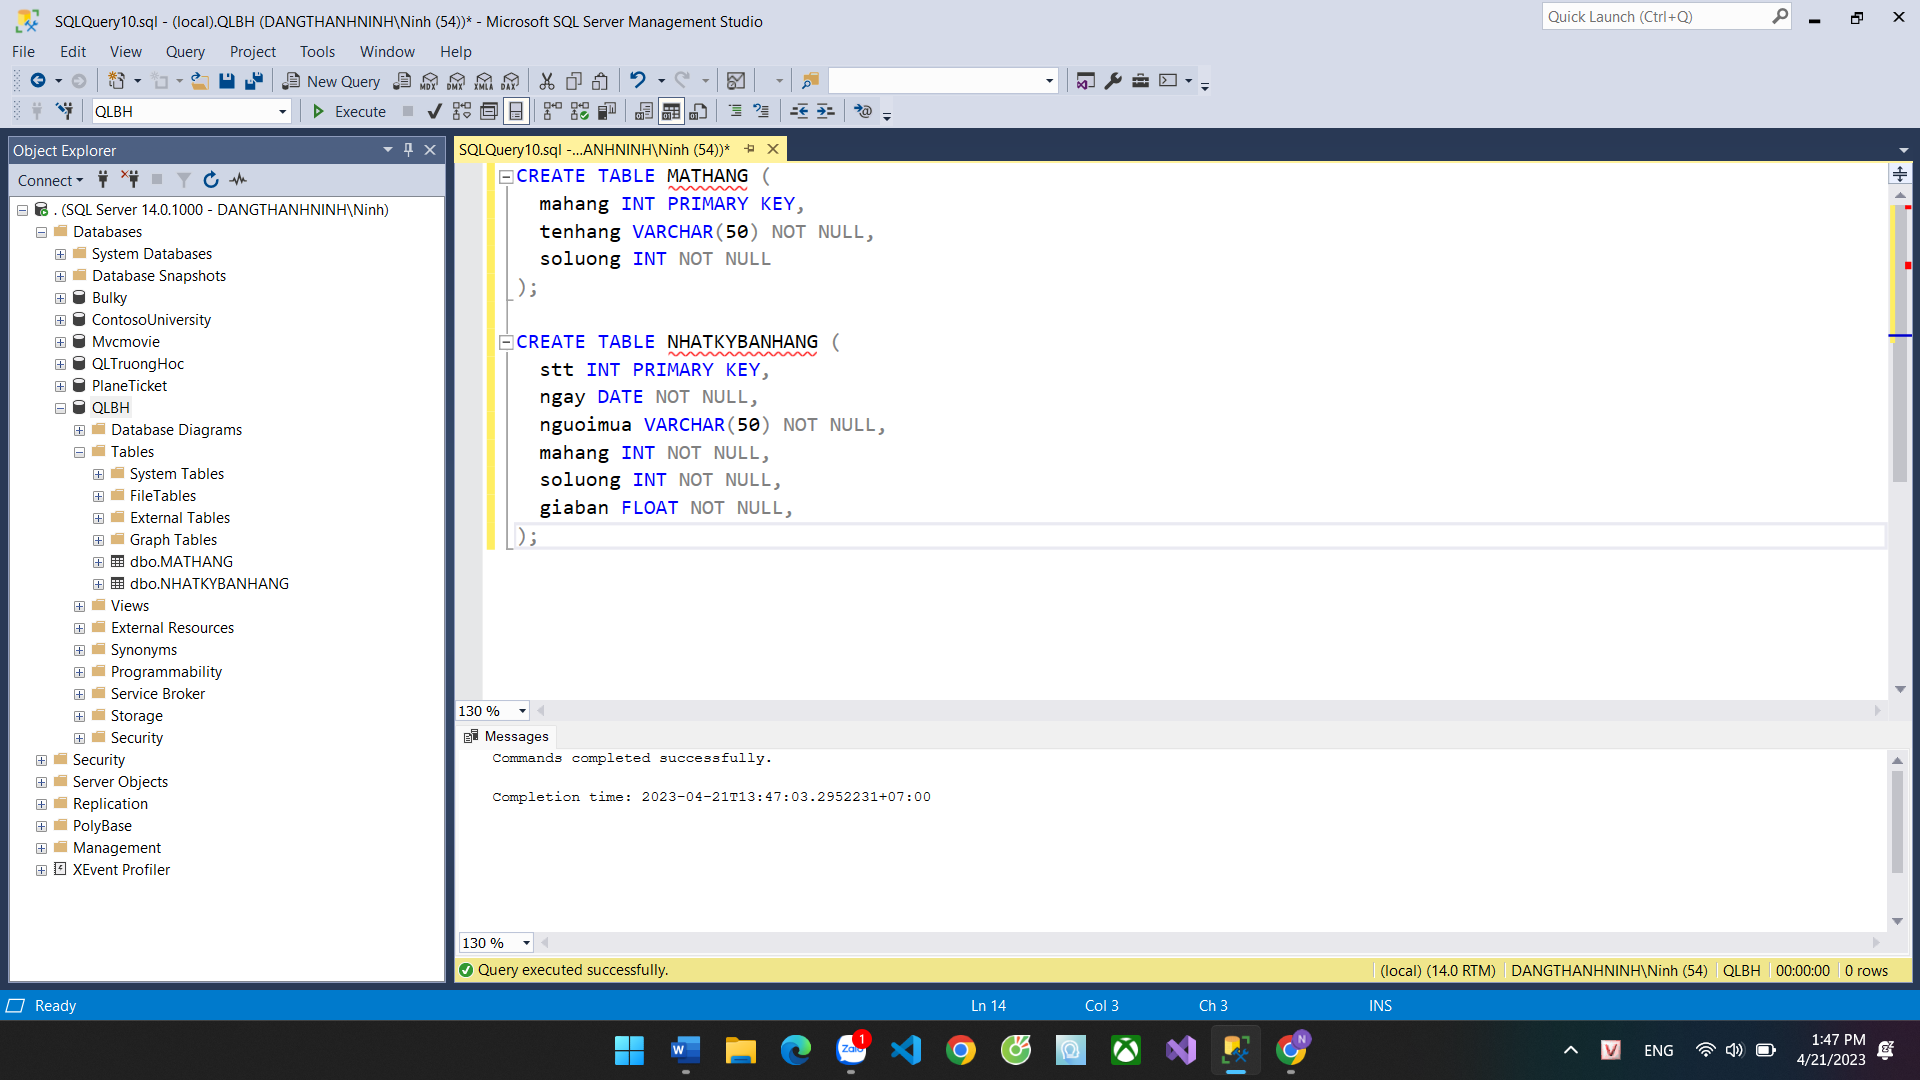 SQLQuery10.sql - (local).QLBH (DANGTHANHNINH\Ninh (54))* - Microsoft SQL Server Management Studio
Quick Launch (Ctrl+Q)
File Edit View Query Project Tools Window Help
New Query
MDX DMX XMLA DAX
QLBH
Execute
Object Explorer
SQLQuery10.sql -...ANHNINH\Ninh (54))*
Connect
. (SQL Server 14.0.1000 - DANGTHANHNINH\Ninh)
Databases
System Databases
Database Snapshots
Bulky
ContosoUniversity
Mvcmovie
QLTruongHoc
PlaneTicket
QLBH
Database Diagrams
Tables
System Tables
FileTables
External Tables
Graph Tables
dbo.MATHANG
dbo.NHATKYBANHANG
Views
External Resources
Synonyms
Programmability
Service Broker
Storage
Security
Security
Server Objects
Replication
PolyBase
Management
XEvent Profiler
CREATE TABLE MATHANG (
mahang INT PRIMARY KEY,
tenhang VARCHAR(50) NOT NULL,
soluong INT NOT NULL
);
CREATE TABLE NHATKYBANHANG (
stt INT PRIMARY KEY,
ngay DATE NOT NULL,
nguoimua VARCHAR(50) NOT NULL,
mahang INT NOT NULL,
soluong INT NOT NULL,
giaban FLOAT NOT NULL,
);
130 %
Messages
Commands completed successfully.
Completion time: 2023-04-21T13:47:03.2952231+07:00
130 %
Query executed successfully.
(local) (14.0 RTM) DANGTHANHNINH\Ninh (54) QLBH 00:00:00 0 rows
Ready
Ln 14 Col 3 Ch 3 INS
Zalo 1
N
V
ENG
1:47 PM
4/21/2023